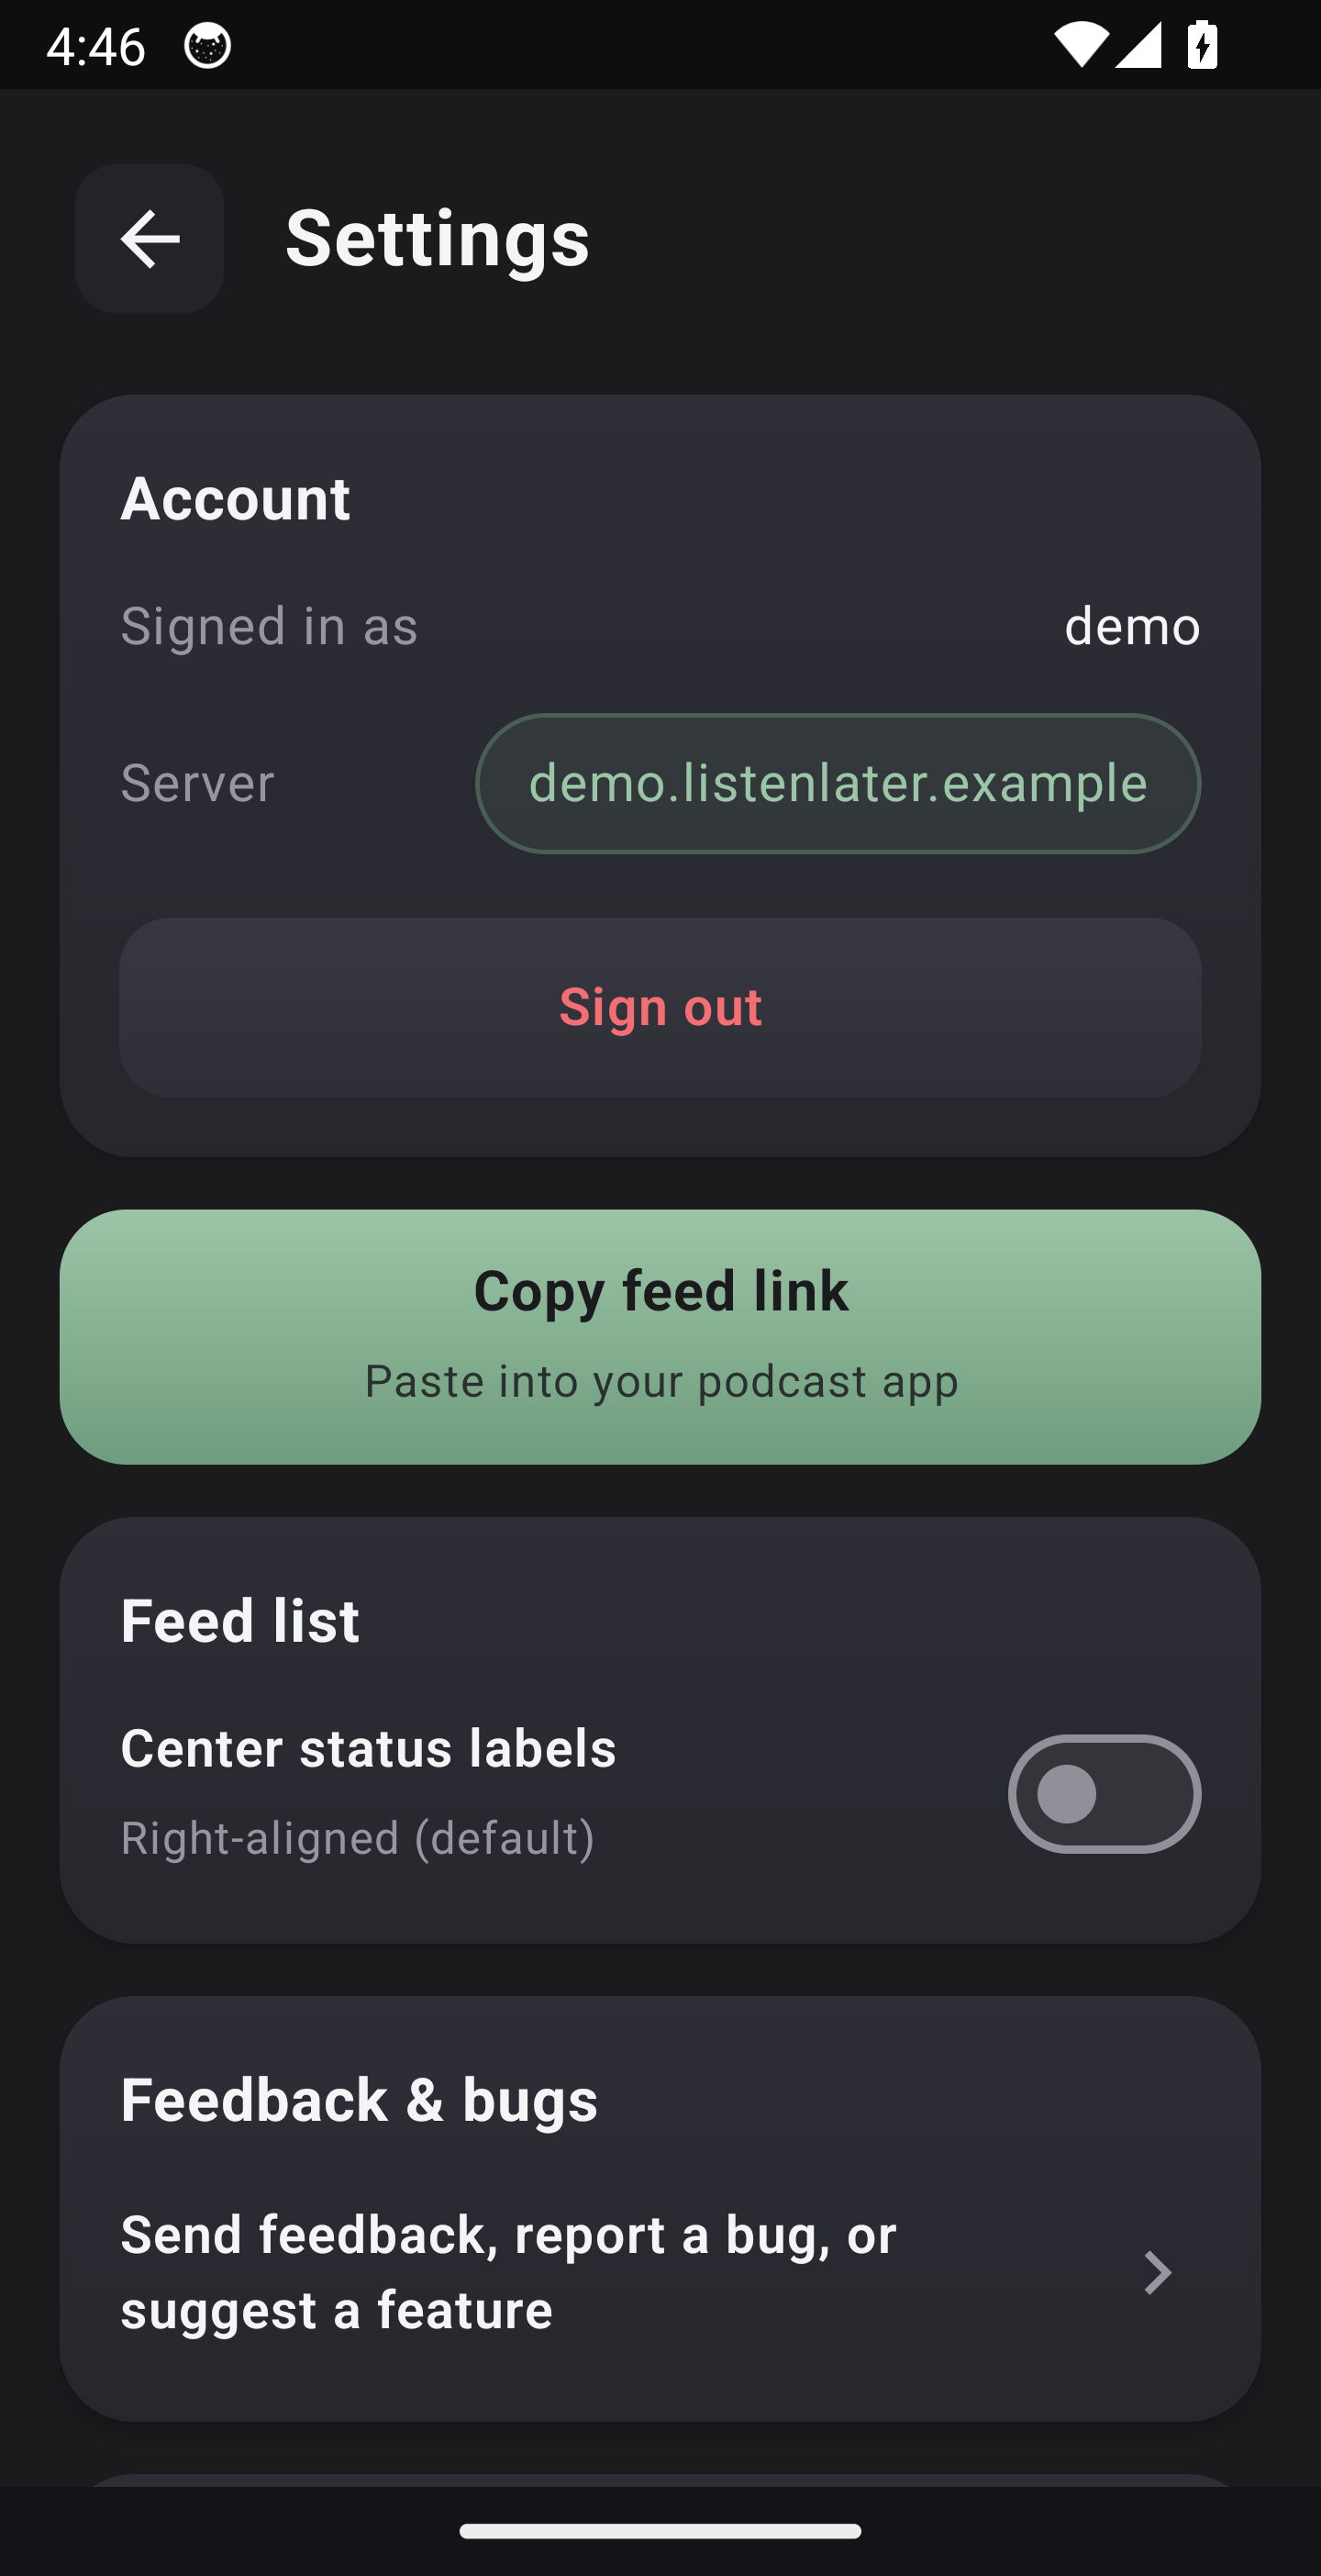 4:46
Settings
Account
Signed in as
demo
Server
demo.listenlater.example
Sign out
Copy feed link
Paste into your podcast app
Feed list
Center status labels
Right-aligned (default)
Feedback & bugs
Send feedback, report a bug, or
suggest a feature